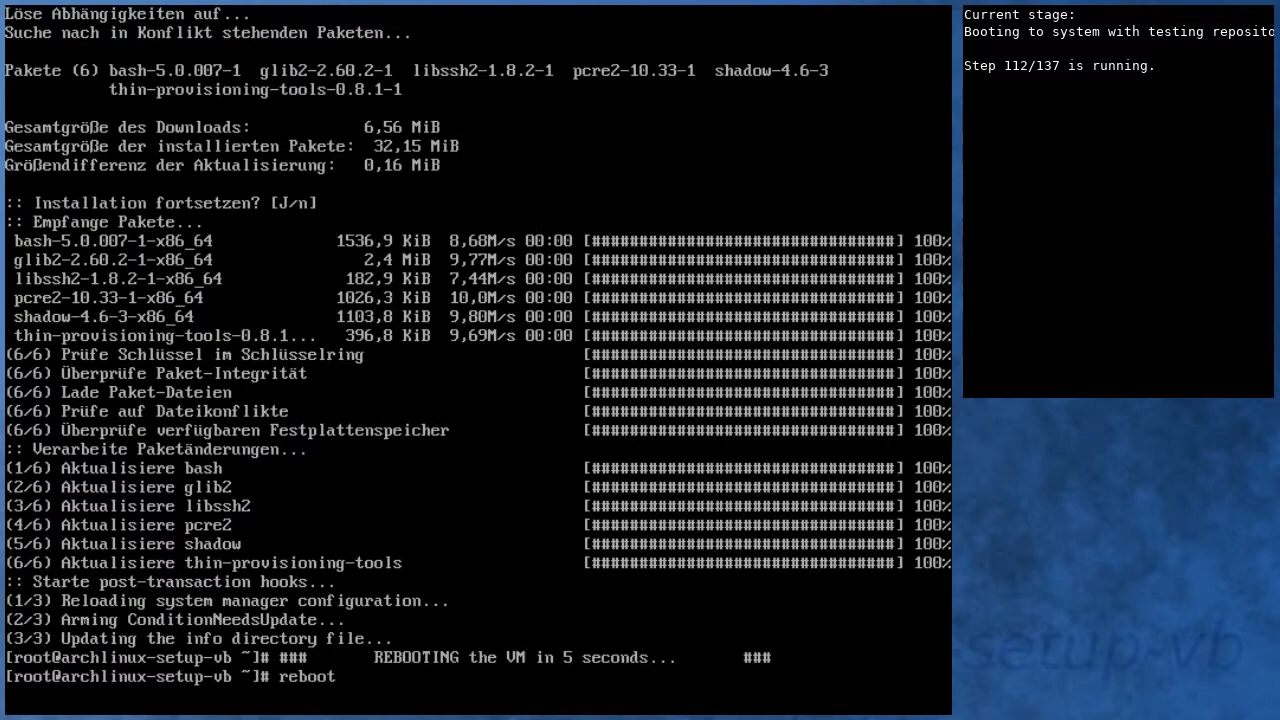 Löse Abhängigkeiten auf...
Suche nach in Konflikt stehenden Paketen...
Pakete (6) bash-5.0.007-1  glib2-2.60.2-1  libssh2-1.8.2-1  pcre2-10.33-1  shadow-4.6-3
thin-provisioning-tools-0.8.1-1
Gesamtgröße des Downloads:            6,56 MiB
Gesamtgröße der installierten Pakete:  32,15 MiB
Größendifferenz der Aktualisierung:   0,16 MiB
:: Installation fortsetzen? [J/n]
:: Empfange Pakete...
bash-5.0.007-1-x86_64             1536,9 KiB  8,68M/s 00:00 [################################] 100%
glib2-2.60.2-1-x86_64                2,4 MiB  9,77M/s 00:00 [################################] 100%
libssh2-1.8.2-1-x86_64             182,9 KiB  7,44M/s 00:00 [################################] 100%
pcre2-10.33-1-x86_64              1026,3 KiB  10,0M/s 00:00 [################################] 100%
shadow-4.6-3-x86_64               1103,8 KiB  9,80M/s 00:00 [################################] 100%
thin-provisioning-tools-0.8.1...   396,8 KiB  9,69M/s 00:00 [################################] 100%
(6/6) Prüfe Schlüssel im Schlüsselring                       [################################] 100%
(6/6) Überprüfe Paket-Integrität                             [################################] 100%
(6/6) Lade Paket-Dateien                                     [################################] 100%
(6/6) Prüfe auf Dateikonflikte                               [################################] 100%
(6/6) Überprüfe verfügbaren Festplattenspeicher              [################################] 100%
:: Verarbeite Paketänderungen...
(1/6) Aktualisiere bash                                      [################################] 100%
(2/6) Aktualisiere glib2                                     [################################] 100%
(3/6) Aktualisiere libssh2                                   [################################] 100%
(4/6) Aktualisiere pcre2                                     [################################] 100%
(5/6) Aktualisiere shadow                                    [################################] 100%
(6/6) Aktualisiere thin-provisioning-tools                   [################################] 100%
:: Starte post-transaction hooks...
(1/3) Reloading system manager configuration...
(2/3) Arming ConditionNeedsUpdate...
(3/3) Updating the info directory file...
[root@archlinux-setup-vb ~]# ###       REBOOTING the VM in 5 seconds...       ###
[root@archlinux-setup-vb ~]# reboot
Current stage:
Booting to system with testing reposito
Step 112/137 is running.
setup-vb